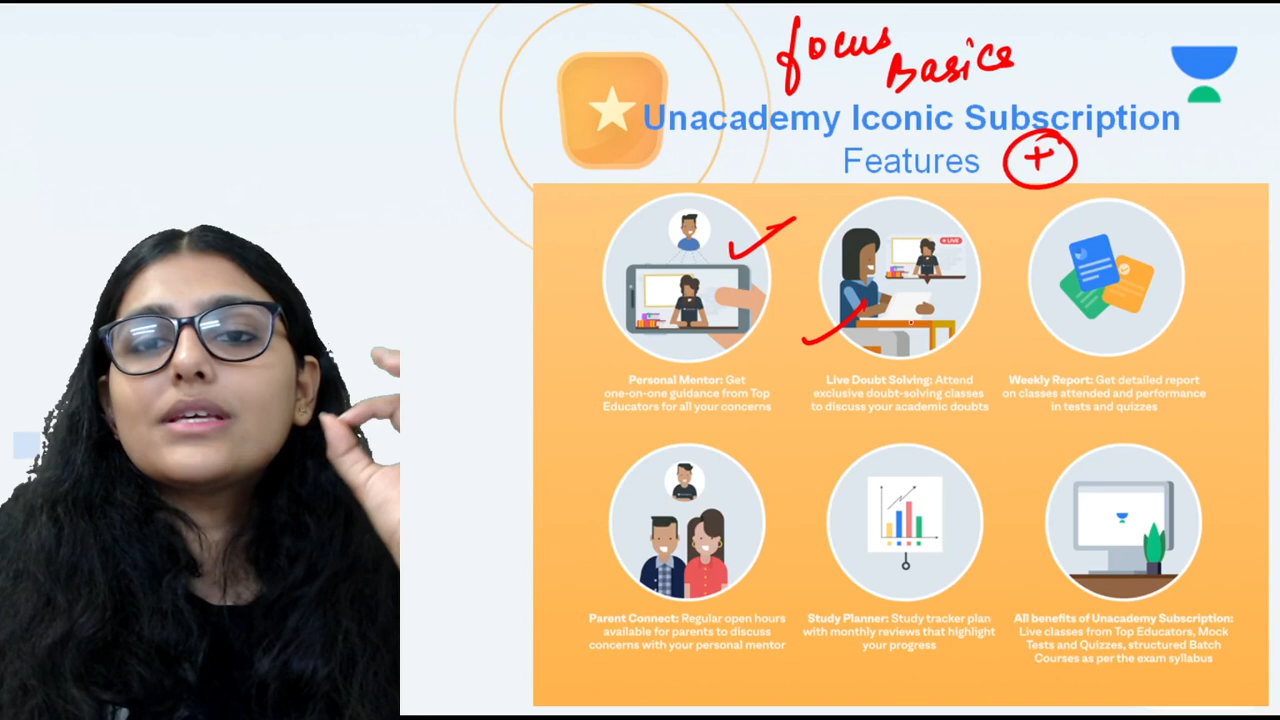 focus
Basics
Unacademy Iconic Subscription
Features +
LIVE
Personal Mentor: Get
one-on-one guidance from Top
Educators for all your concerns
Live Doubt Solving: Attend
exclusive doubt-solving classes
to discuss your academic doubts
Weekly Report: Get detailed report
on classes attended and performance
in tests and quizzes
Parent Connect: Regular open hours
available for parents to discuss
concerns with your personal mentor
Study Planner: Study tracker plan
with monthly reviews that highlight
your progress
All benefits of Unacademy Subscription:
Live classes from Top Educators, Mock
Tests and Quizzes, structured Batch
Courses as per the exam syllabus